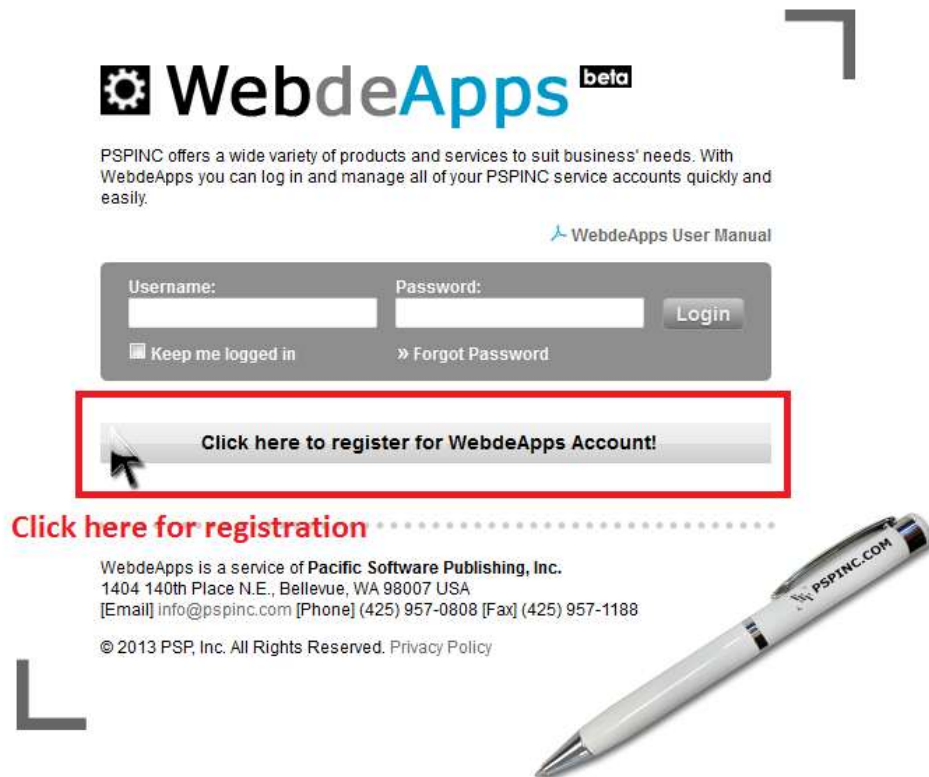 WebdeApps beta
PSPINC offers a wide variety of products and services to suit business' needs. With
WebdeApps you can log in and manage all of your PSPINC service accounts quickly and
easily.
WebdeApps User Manual
Username: Password:
Login
Keep me logged in » Forgot Password
Click here to register for WebdeApps Account!
Click here for registration
WebdeApps is a service of Pacific Software Publishing, Inc.
1404 140th Place N.E., Bellevue, WA 98007 USA
[Email] info@pspinc.com [Phone] (425) 957-0808 [Fax] (425) 957-1188
© 2013 PSP, Inc. All Rights Reserved. Privacy Policy
PSPINC.COM